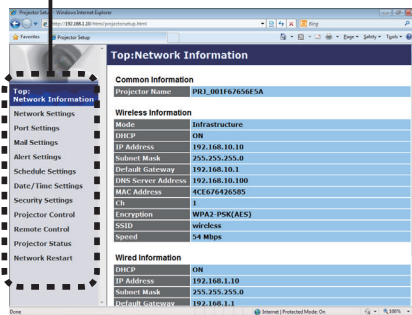 Projector Setup - Windows Internet Explorer
http://192.168.1.10/html/projectorsetup.html
Bing
Favorites Projector Setup
Page Safety Tools
Top:Network Information
Top:
Network Information
Network Settings
Port Settings
Mail Settings
Alert Settings
Schedule Settings
Date/Time Settings
Security Settings
Projector Control
Remote Control
Projector Status
Network Restart
Common Information
Projector Name PRJ_001F67656E5A
Wireless Information
Mode Infrastructure
DHCP ON
IP Address 192.168.10.10
Subnet Mask 255.255.255.0
Default Gateway 192.168.10.1
DNS Server Address 192.168.10.100
MAC Address 4CE676426585
Ch 1
Encryption WPA2-PSK(AES)
SSID wireless
Speed 54 Mbps
Wired Information
DHCP ON
IP Address 192.168.1.10
Subnet Mask 255.255.255.0
Default Gateway 192.168.1.1
Done Internet | Protected Mode: On 100%